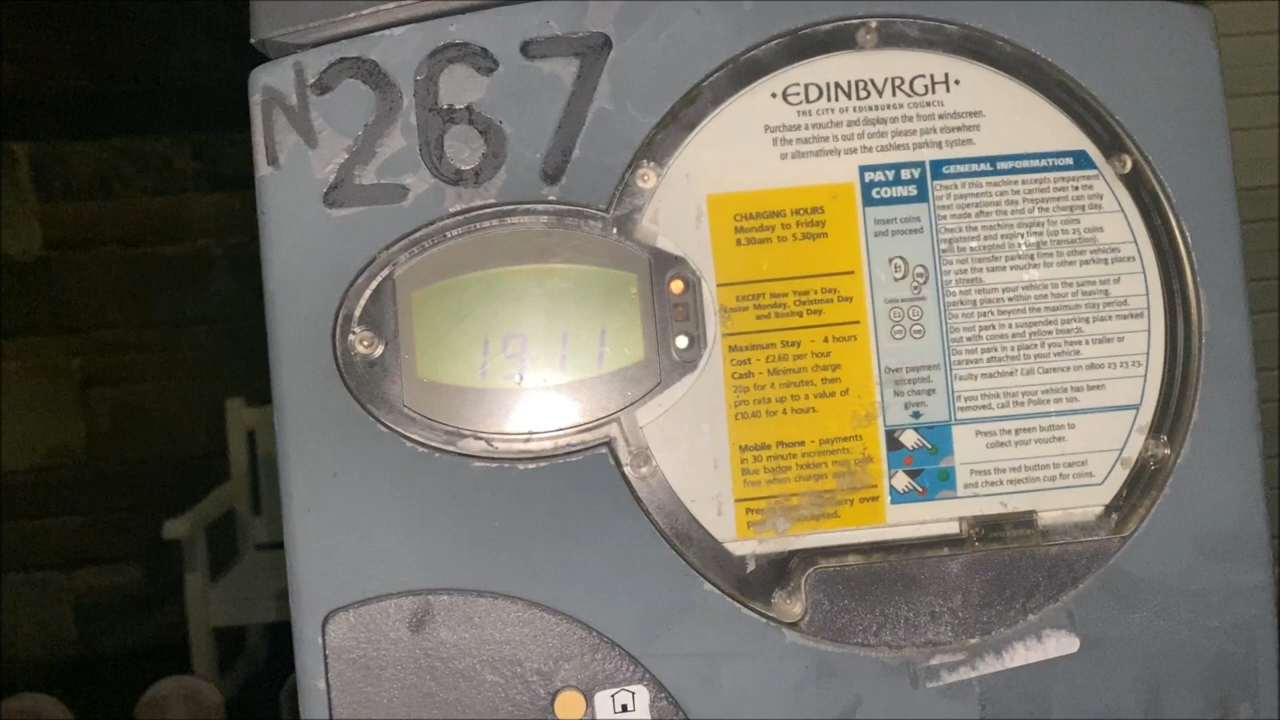 N267
19 11
·EDINBVRGH·
THE CITY OF EDINBURGH COUNCIL
Purchase a voucher and display on the front windscreen.
If the machine is out of order please park elsewhere
or alternatively use the cashless parking system.
CHARGING HOURS
Monday to Friday
8.30am to 5.30pm
EXCEPT New Year's Day,
Easter Monday, Christmas Day
and Boxing Day.
Maximum Stay – 4 hours
Cost – £2.60 per hour
Cash – Minimum charge
20p for 4 minutes, then
pro rata up to a value of
£10.40 for 4 hours.
Mobile Phone – payments
in 30 minute increments.
Blue badge holders may park
free when charges
carry over
PAY BY
COINS
Insert coins
and proceed
£1
Coins accepted
£2 £1
Over payment
accepted.
No change
given.
GENERAL INFORMATION
Check if this machine accepts prepayment
or if payments can be carried over to the
next operational day. Prepayment can only
be made after the end of the charging day.
Check the machine display for coins
registered and expiry time (up to 25 coins
will be accepted in a single transaction).
Do not transfer parking time to other vehicles
or use the same voucher for other parking places
or streets.
Do not return your vehicle to the same set of
parking places within one hour of leaving.
Do not park beyond the maximum stay period.
Do not park in a suspended parking place marked
out with cones and yellow boards.
Do not park in a place if you have a trailer or
caravan attached to your vehicle.
Faulty machine? Call Clarence on 0800 23 23 23.
If you think that your vehicle has been
removed, call the Police on 101.
Press the green button to
collect your voucher.
Press the red button to cancel
and check rejection cup for coins.